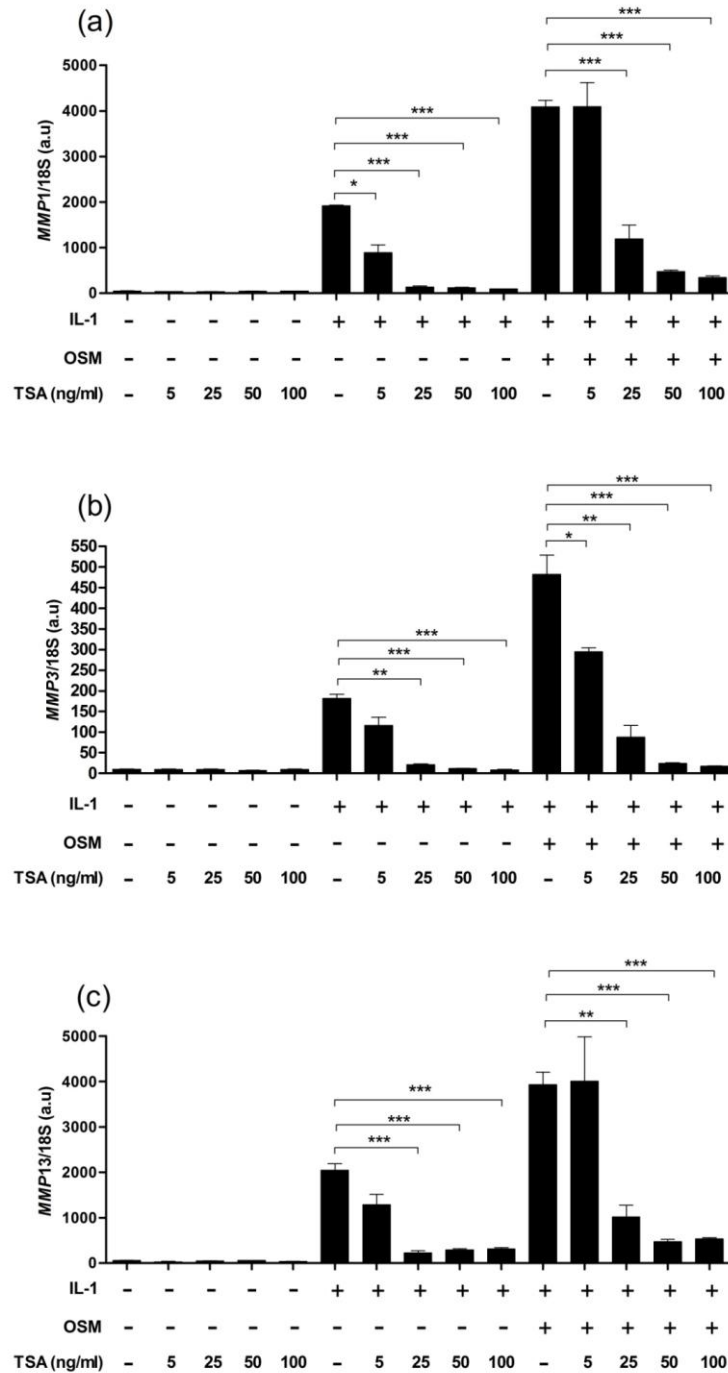 (a)
***
***
***
***
***
***
*
5000
4000
3000
2000
1000
0
MMP1/18S (a.u)
IL-1 – – – – – + + + + + + + + + +
OSM – – – – – – – – – – + + + + +
TSA (ng/ml) – 5 25 50 100 – 5 25 50 100 – 5 25 50 100
(b)
***
***
**
*
***
***
**
550
500
450
400
350
300
250
200
150
100
50
0
MMP3/18S (a.u)
IL-1 – – – – – + + + + + + + + + +
OSM – – – – – – – – – – + + + + +
TSA (ng/ml) – 5 25 50 100 – 5 25 50 100 – 5 25 50 100
(c)
***
***
**
***
***
***
5000
4000
3000
2000
1000
0
MMP13/18S (a.u)
IL-1 – – – – – + + + + + + + + + +
OSM – – – – – – – – – – + + + + +
TSA (ng/ml) – 5 25 50 100 – 5 25 50 100 – 5 25 50 100